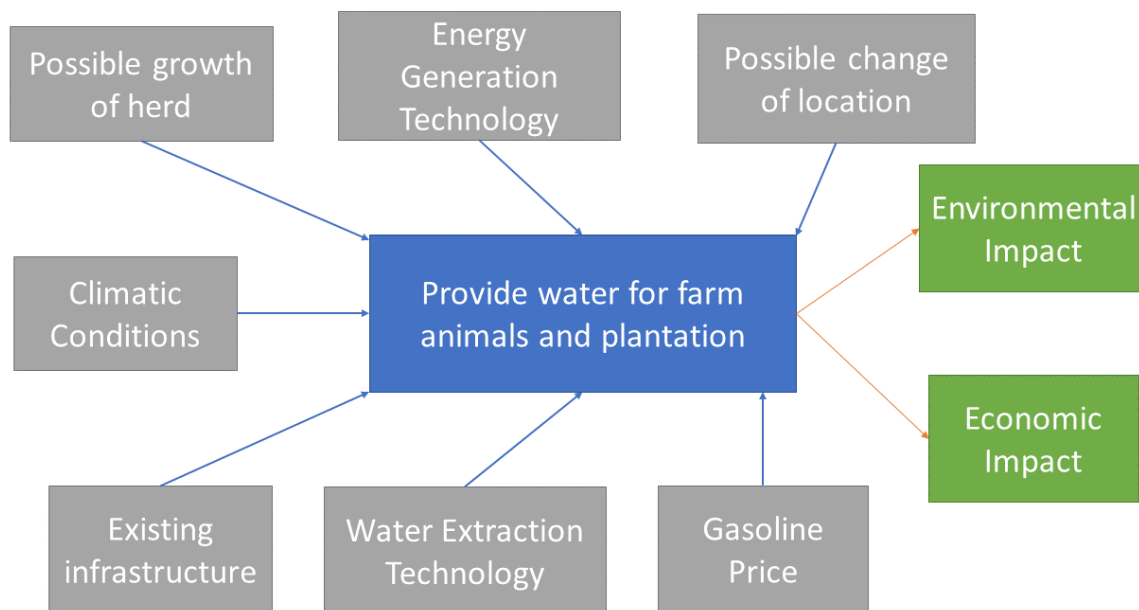 Possible growth
of herd
Energy
Generation
Technology
Possible change
of location
Environmental
Impact
Climatic
Conditions
Provide water for farm
animals and plantation
Economic
Impact
Existing
infrastructure
Water Extraction
Technology
Gasoline
Price